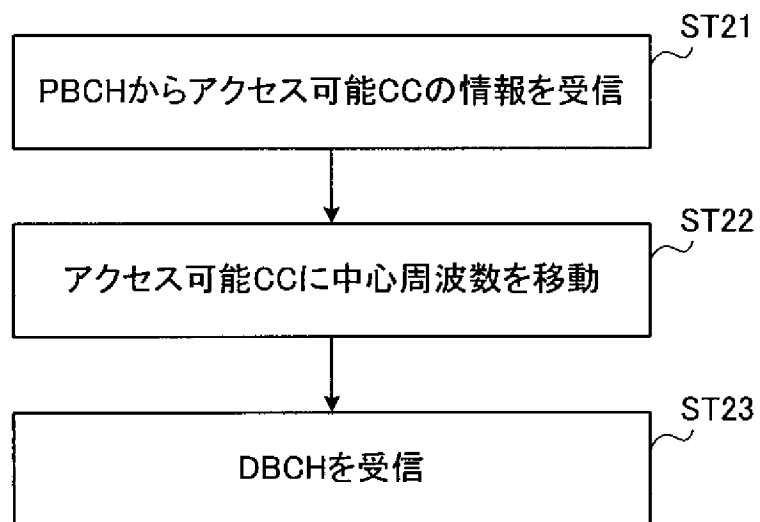 ST21
PBCHからアクセス可能CCの情報を受信
ST22
アクセス可能CCに中心周波数を移動
ST23
DBCHを受信